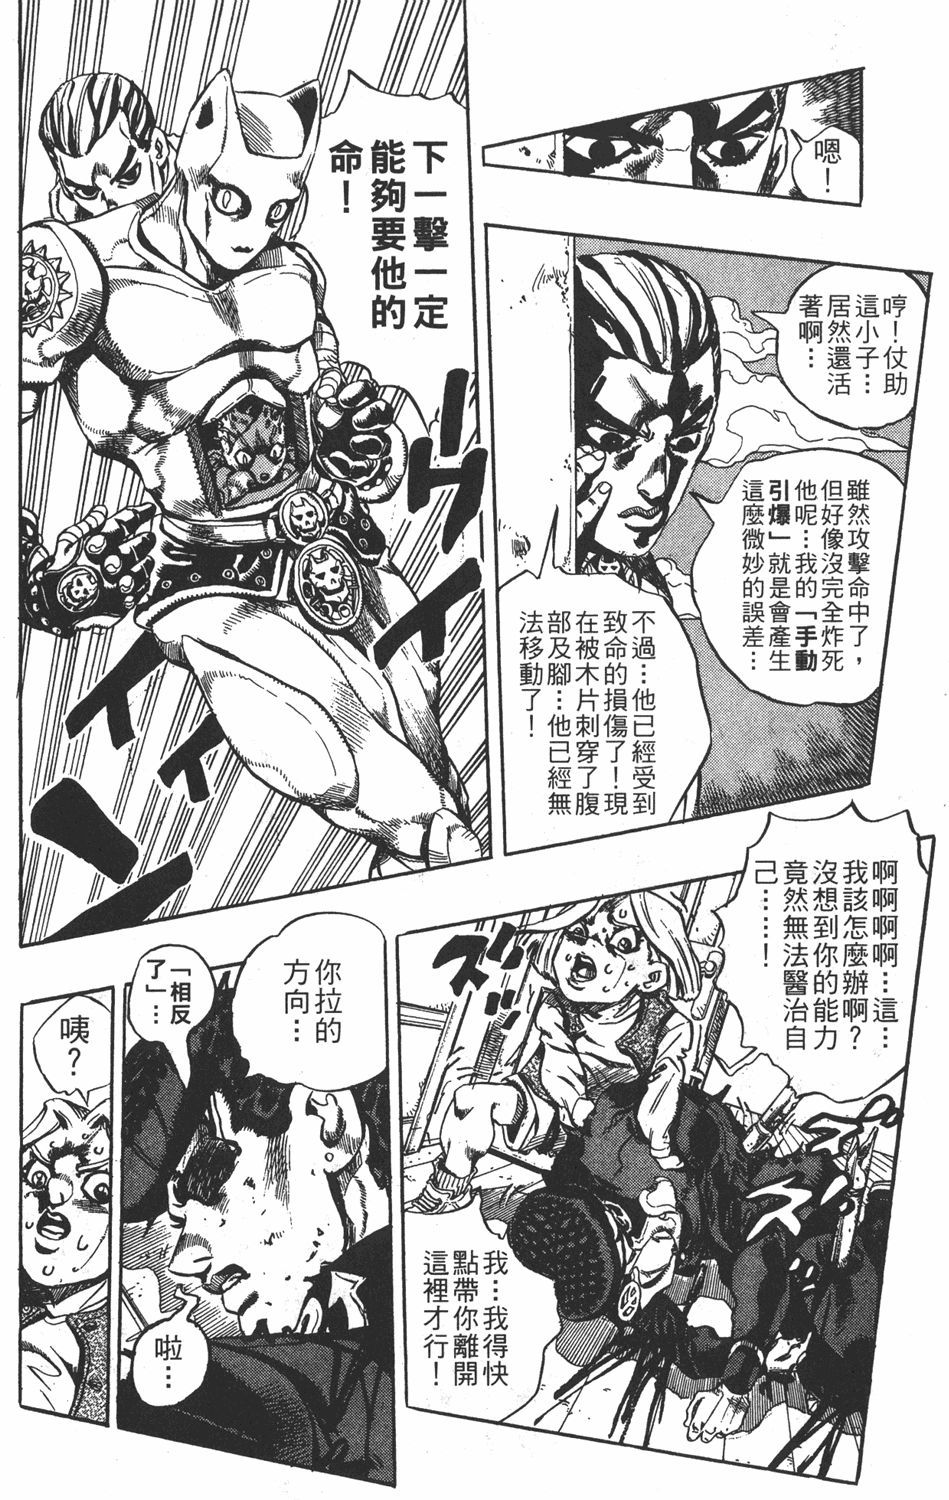 嗯！
哼！仗助
這小子…
居然還活
著啊…
雖然攻擊命中了，
但好像沒完全炸死
他呢…我的「手動
引爆」就是會產生
這麼微妙的誤差…
不過…他已經受到
致命的損傷了！現
在被木片刺穿了腹
部及腳…他已經無
法移動了！
下一擊一定
能夠要他的
命！
啊啊啊啊…這…
我該怎麼辦啊？
沒想到你的能力
竟然無法醫治自
己……！
我…我得快
點帶你離開
這裡才行！
你拉的
方向…
「相反
了」…
啦…
咦？